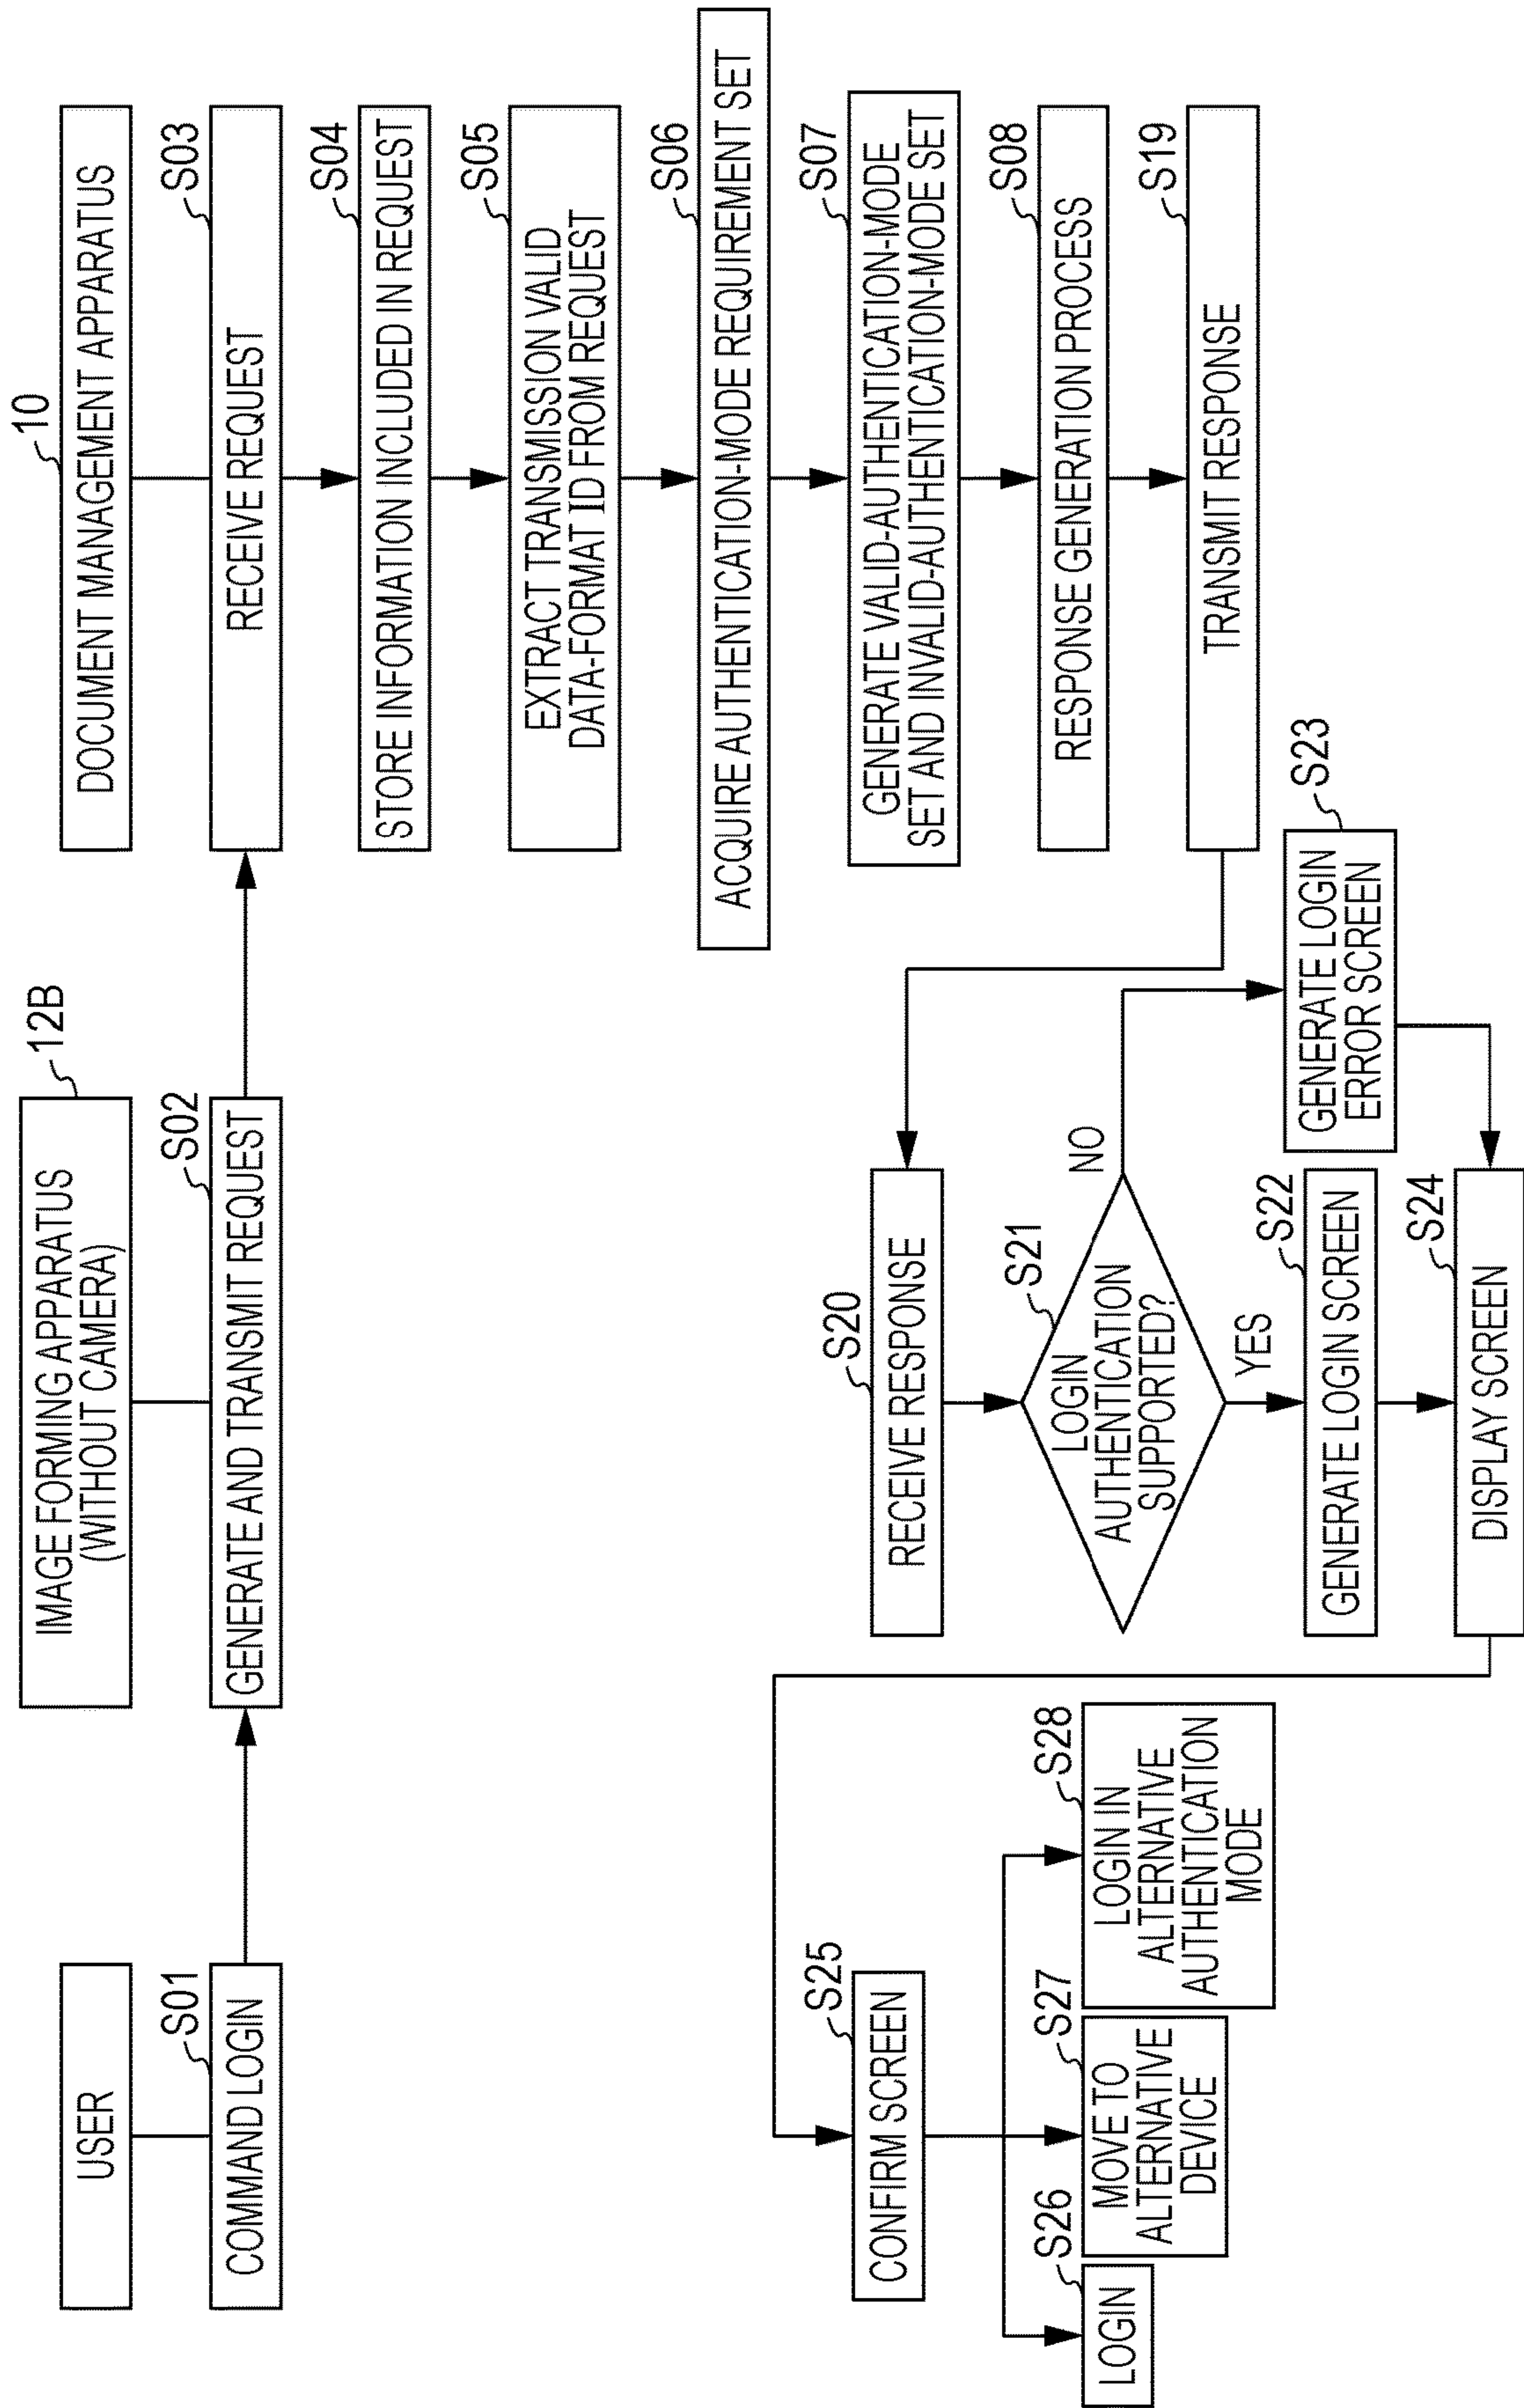 USER
S01
COMMAND LOGIN
12B
IMAGE FORMING APPARATUS
(WITHOUT CAMERA)
S02
GENERATE AND TRANSMIT REQUEST
10
DOCUMENT MANAGEMENT APPARATUS
S03
RECEIVE REQUEST
S04
STORE INFORMATION INCLUDED IN REQUEST
S05
EXTRACT TRANSMISSION VALID
DATA-FORMAT ID FROM REQUEST
S06
ACQUIRE AUTHENTICATION-MODE REQUIREMENT SET
S07
GENERATE VALID-AUTHENTICATION-MODE
SET AND INVALID-AUTHENTICATION-MODE SET
S08
RESPONSE GENERATION PROCESS
S19
TRANSMIT RESPONSE
S20
RECEIVE RESPONSE
S21
LOGIN
AUTHENTICATION
SUPPORTED?
NO
YES
S22
GENERATE LOGIN SCREEN
S23
GENERATE LOGIN
ERROR SCREEN
S24
DISPLAY SCREEN
S25
CONFIRM SCREEN
S26
LOGIN
S27
MOVE TO
ALTERNATIVE
DEVICE
S28
LOGIN IN
ALTERNATIVE
AUTHENTICATION
MODE